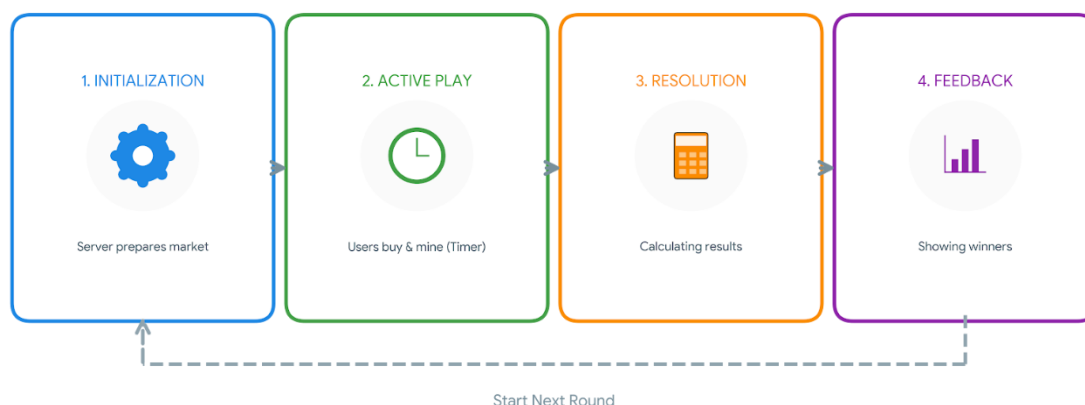 1. INITIALIZATION
Server prepares market
2. ACTIVE PLAY
Users buy & mine (Timer)
3. RESOLUTION
Calculating results
4. FEEDBACK
Showing winners
Start Next Round